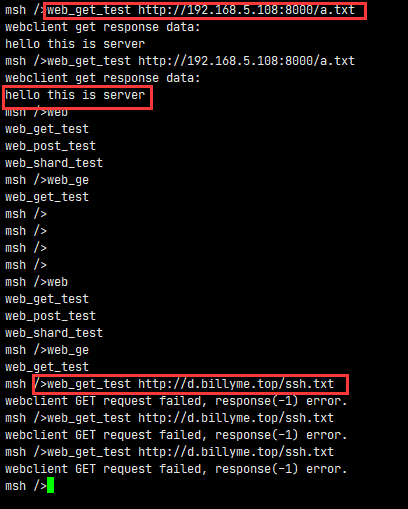 msh />web_get_test http://192.168.5.108:8000/a.txt
webclient get response data:
hello this is server
msh />web_get_test http://192.168.5.108:8000/a.txt
webclient get response data:
hello this is server
msh />web
web_get_test
web_post_test
web_shard_test
msh />web_ge
web_get_test
msh />
msh />
msh />
msh />
msh />web
web_get_test
web_post_test
web_shard_test
msh />web_ge
web_get_test
msh />web_get_test http://d.billyme.top/ssh.txt
webclient GET request failed, response(-1) error.
msh />web_get_test http://d.billyme.top/ssh.txt
webclient GET request failed, response(-1) error.
msh />web_get_test http://d.billyme.top/ssh.txt
webclient GET request failed, response(-1) error.
msh />